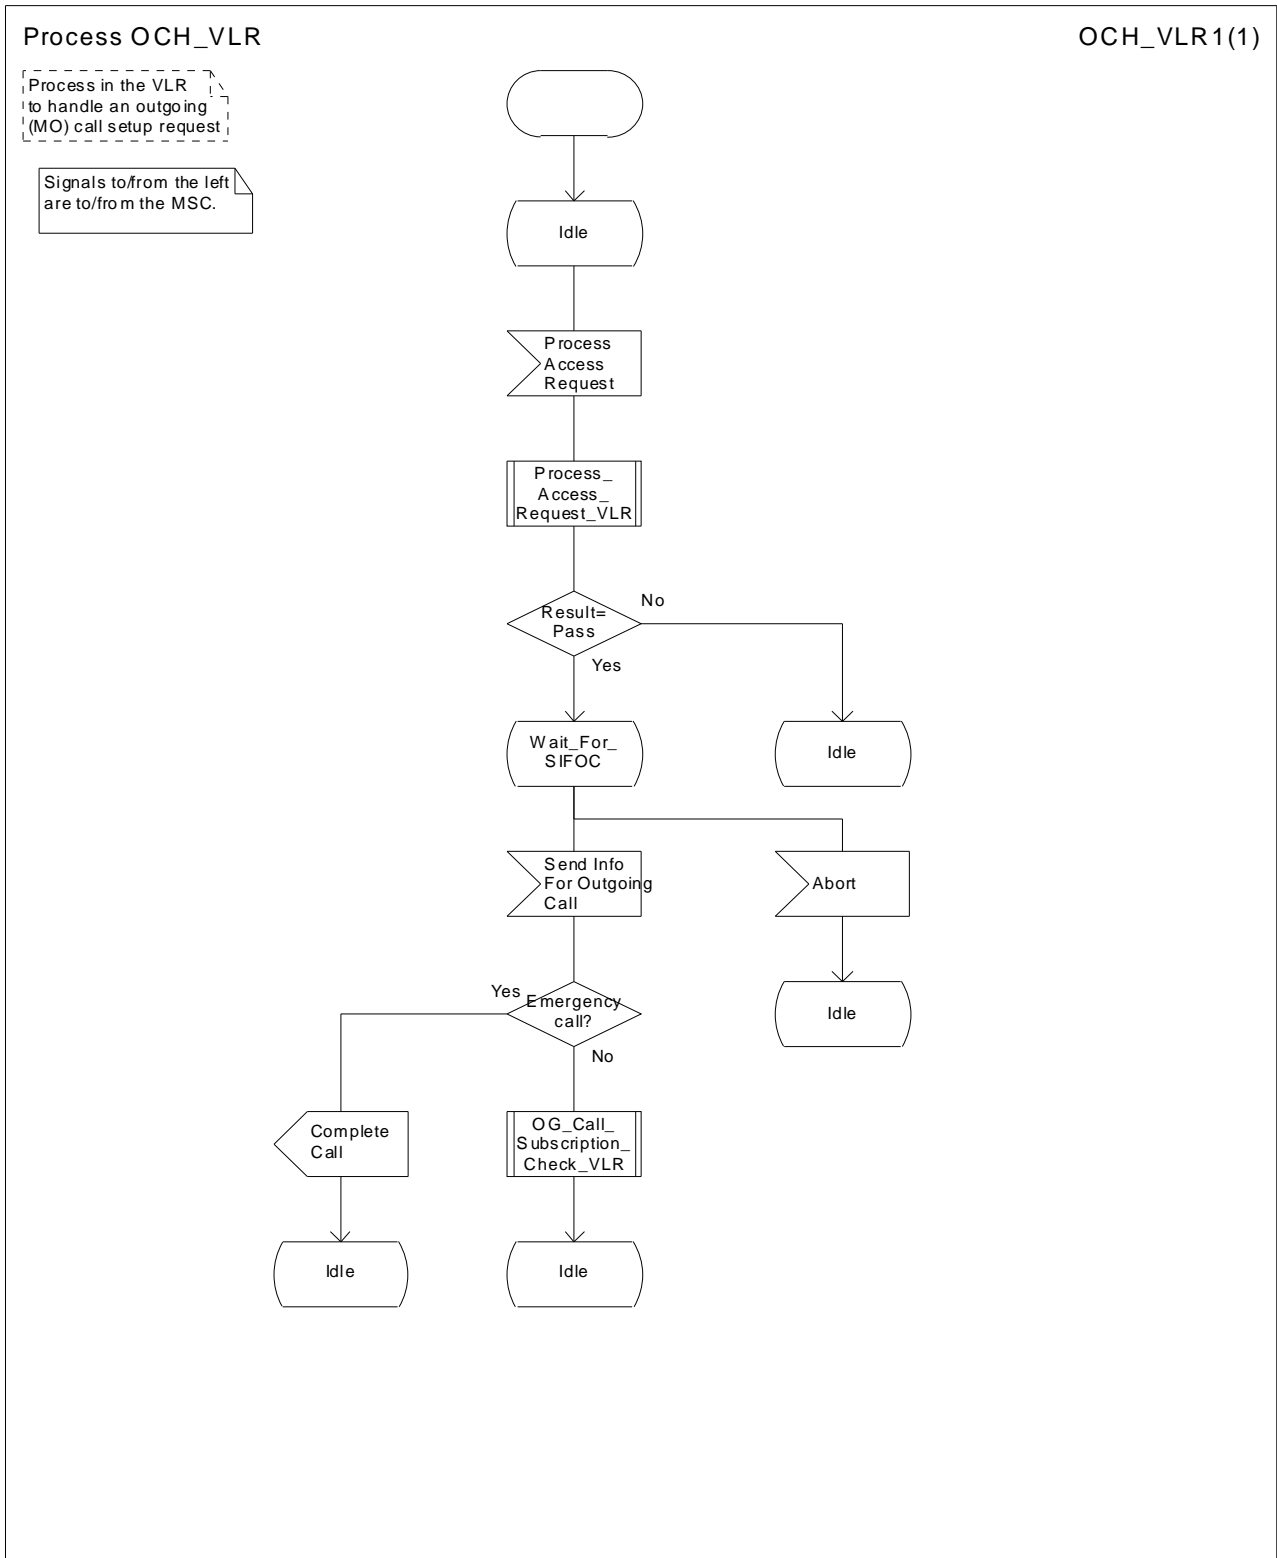 Process OCH_VLR
OCH_VLR1(1)
Process in the VLR
to handle an outgoing
(MO) call setup request
Signals to/from the left
are to/from the MSC.
Idle
Process
Access
Request
Process_
Access_
Request_VLR
Result=
Pass
No
Yes
Wait_For_
SIFOC
Idle
Send Info
For Outgoing
Call
Abort
Yes
Emergency
call?
No
Idle
Complete
Call
OG_Call_
Subscription_
Check_VLR
Idle
Idle